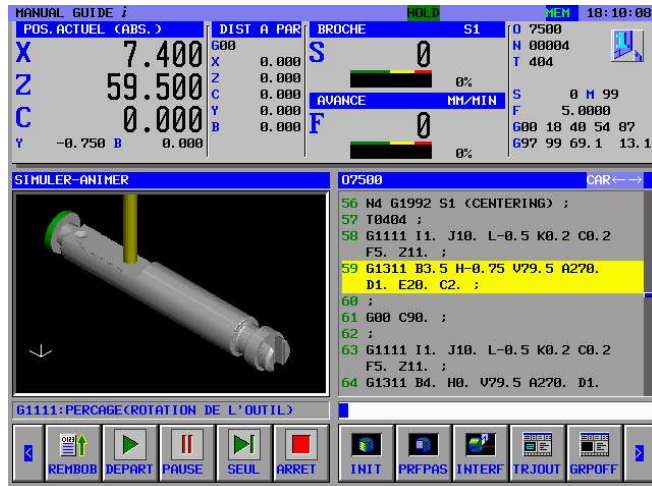 MANUAL GUIDE i HOLD MEM 18:10:08
POS.ACTUEL (ABS.) DIST A PAR BROCHE S1 O 7500
X 7.400 G00 S 0 N 00004
X 0.000 T 404
Z 59.500 Z 0.000 0%
C 0.000 AVANCE MM/MIN S 0 M 99
C 0.000 Y 0.000 F 0 F 5.0000
B 0.000 G00 18 40 54 87
Y -0.750 B 0.000 0% G97 99 69.1 13.1
SIMULER-ANIMER
O7500 CAR←→
56 N4 G1992 S1 (CENTERING) ;
57 T0404 ;
58 G1111 I1. J10. L-0.5 K0.2 C0.2
F5. Z11. ;
59 G1311 B3.5 H-0.75 V79.5 A270.
D1. E20. C2. ;
60 ;
61 G00 C90. ;
62 ;
63 G1111 I1. J10. L-0.5 K0.2 C0.2
F5. Z11. ;
64 G1311 B4. H0. V79.5 A270. D1.
G1111:PERCAGE(ROTATION DE L'OUTIL)
REMBOB DEPART PAUSE SEUL ARRET INIT PRFPAS INTERF TRJOUT GRPOFF